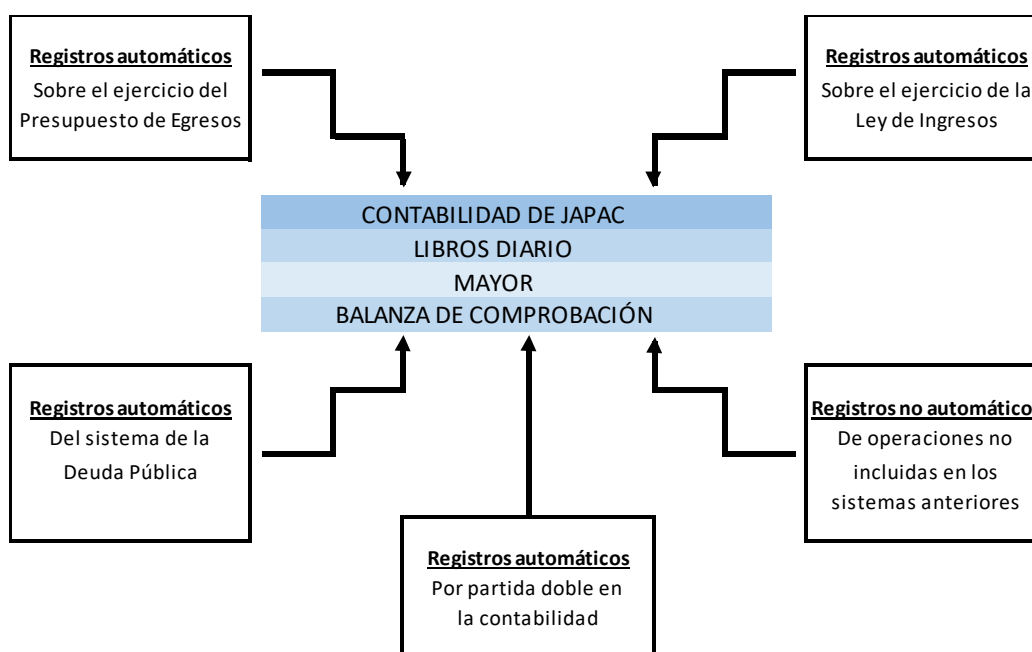 Registros automáticos
Sobre el ejercicio del
Presupuesto de Egresos
Registros automáticos
Sobre el ejercicio de la
Ley de Ingresos
CONTABILIDAD DE JAPAC
LIBROS DIARIO
MAYOR
BALANZA DE COMPROBACIÓN
Registros automáticos
Del sistema de la
Deuda Pública
Registros no automático
De operaciones no
incluidas en los
sistemas anteriores
Registros automáticos
Por partida doble en
la contabilidad